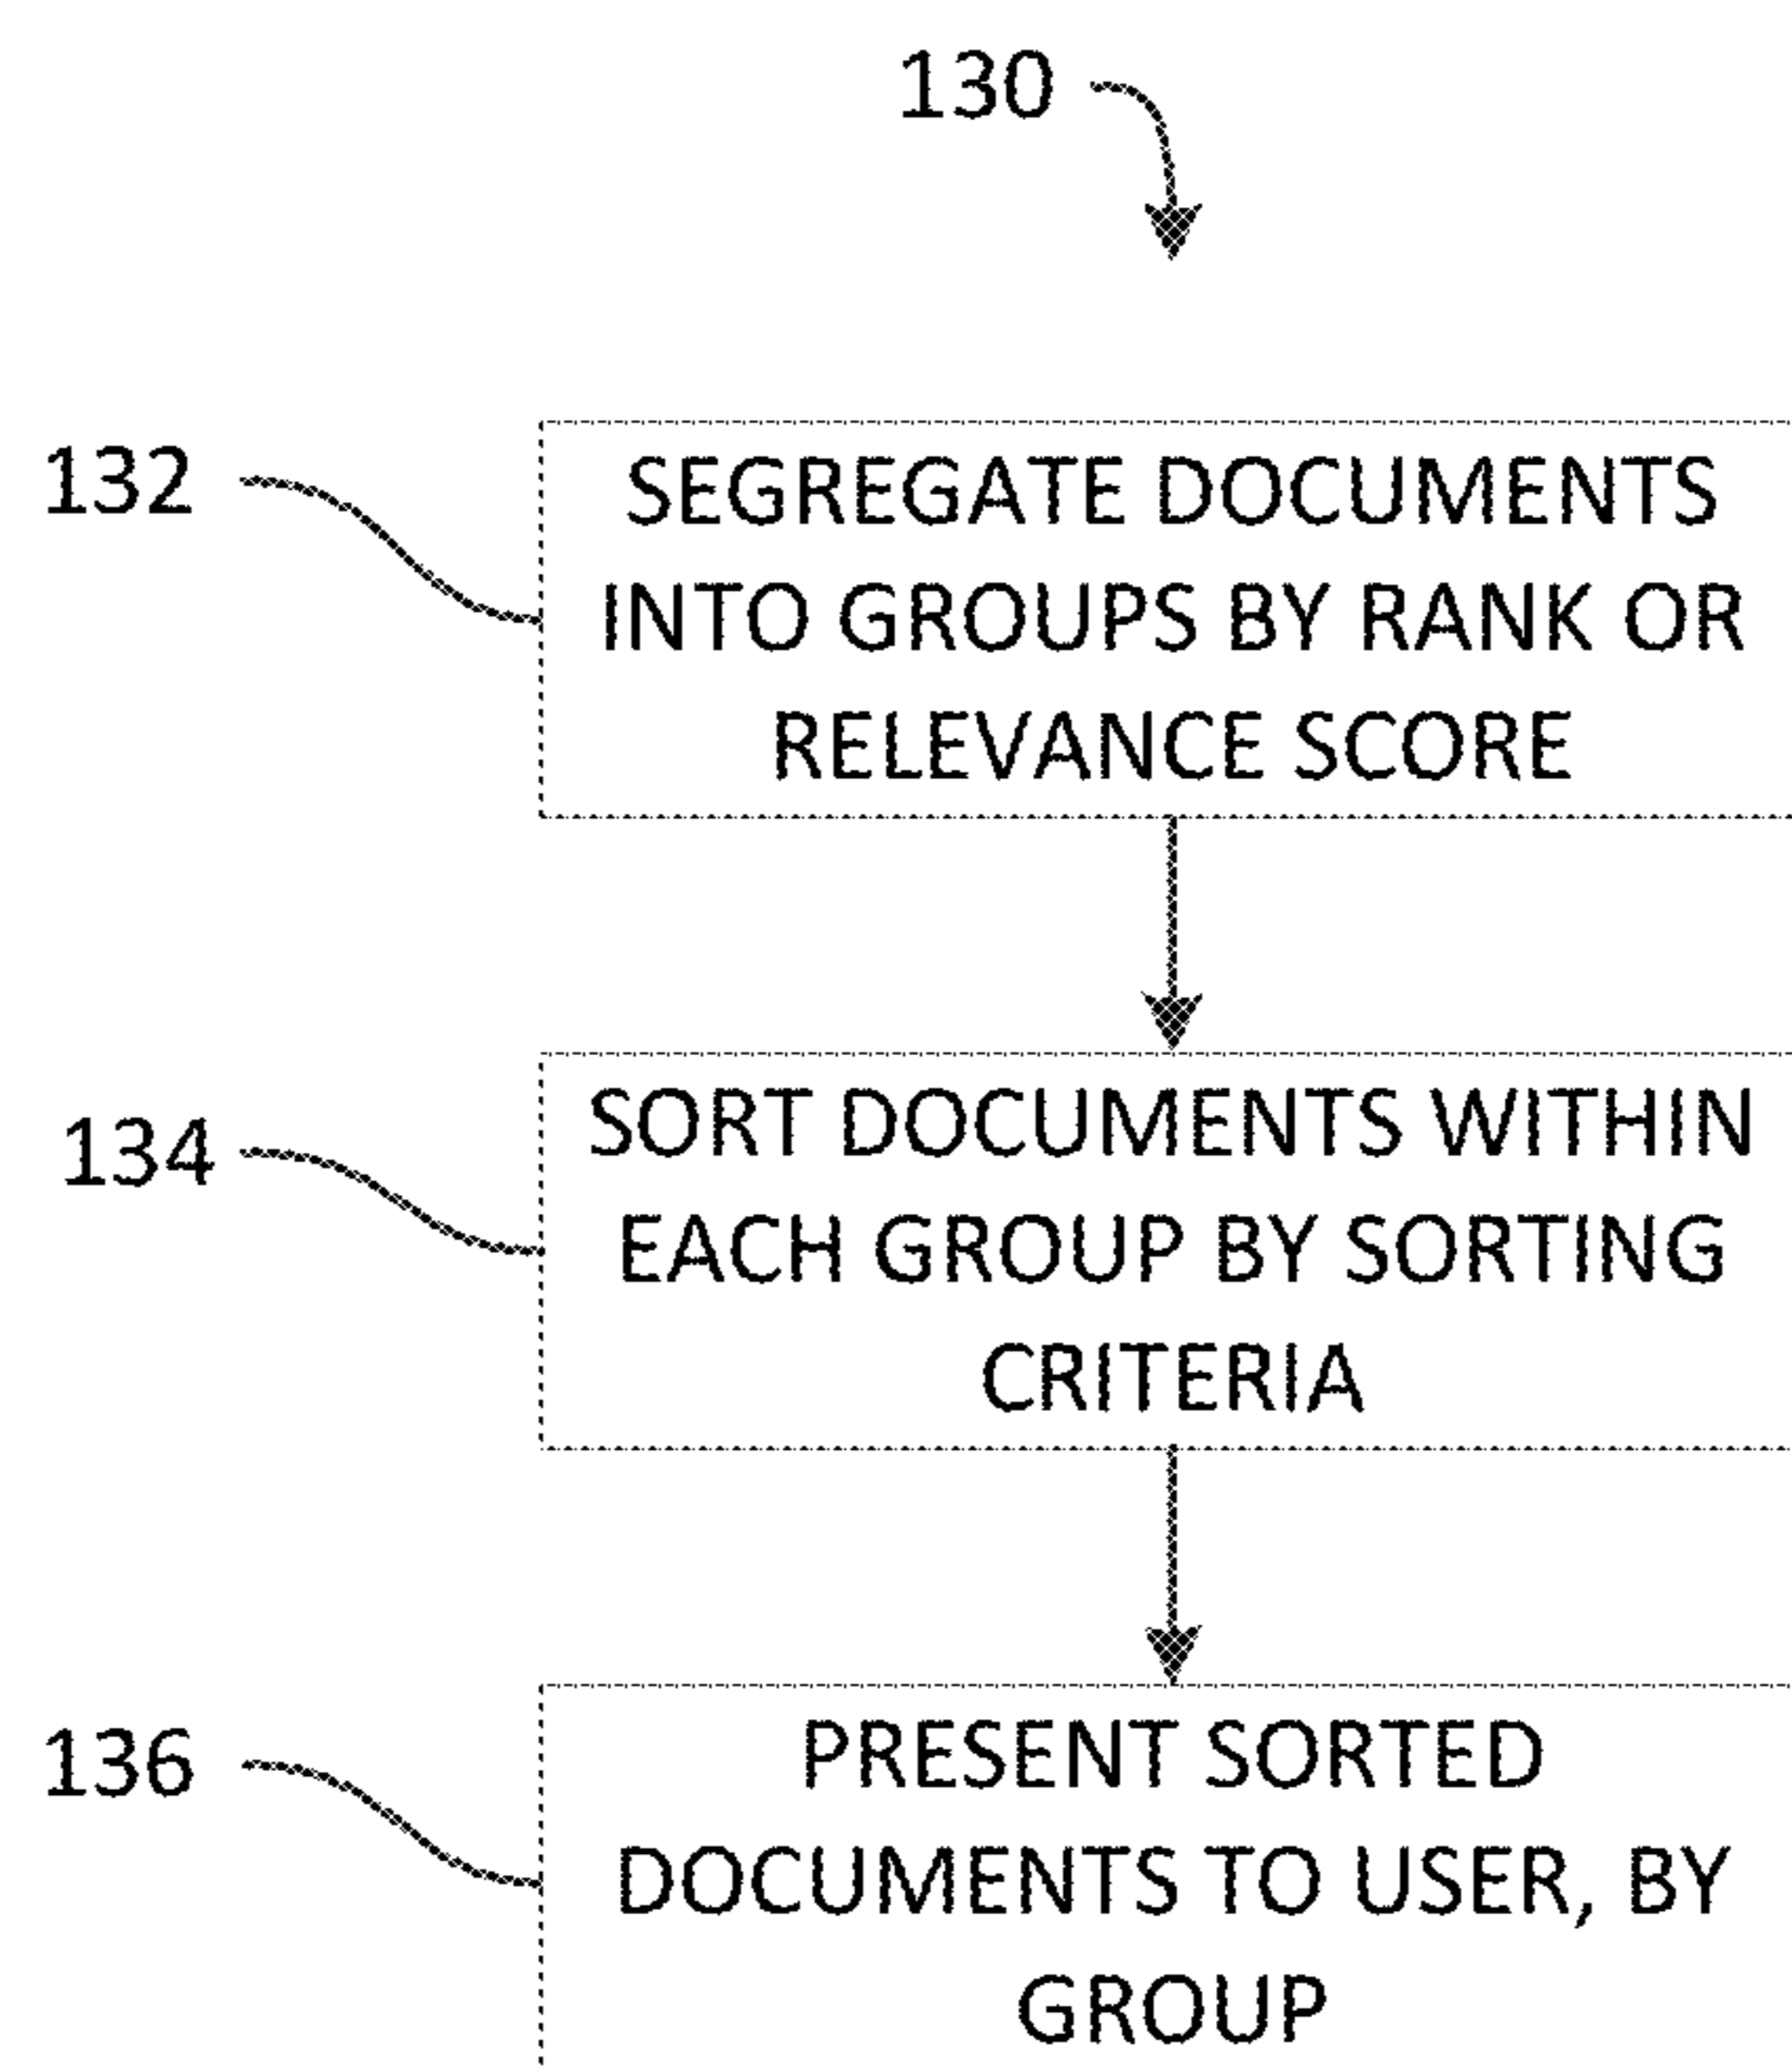 130
132
SEGREGATE DOCUMENTS
INTO GROUPS BY RANK OR
RELEVANCE SCORE
134
SORT DOCUMENTS WITHIN
EACH GROUP BY SORTING
CRITERIA
136
PRESENT SORTED
DOCUMENTS TO USER, BY
GROUP